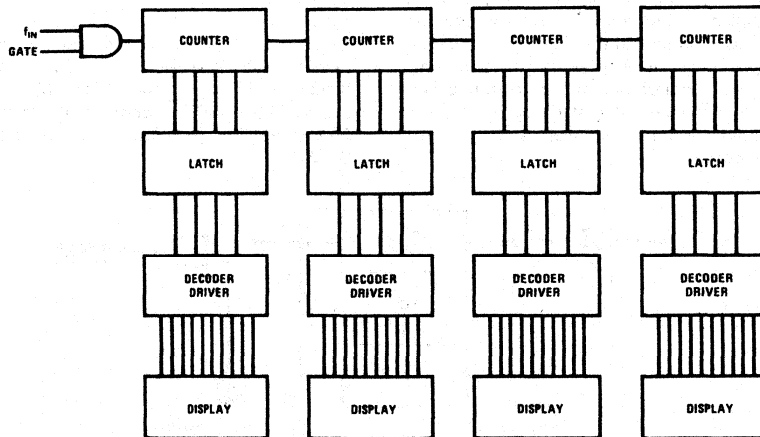 f_IN
GATE
COUNTER COUNTER COUNTER COUNTER
LATCH LATCH LATCH LATCH
DECODER DECODER DECODER DECODER
DRIVER DRIVER DRIVER DRIVER
DISPLAY DISPLAY DISPLAY DISPLAY